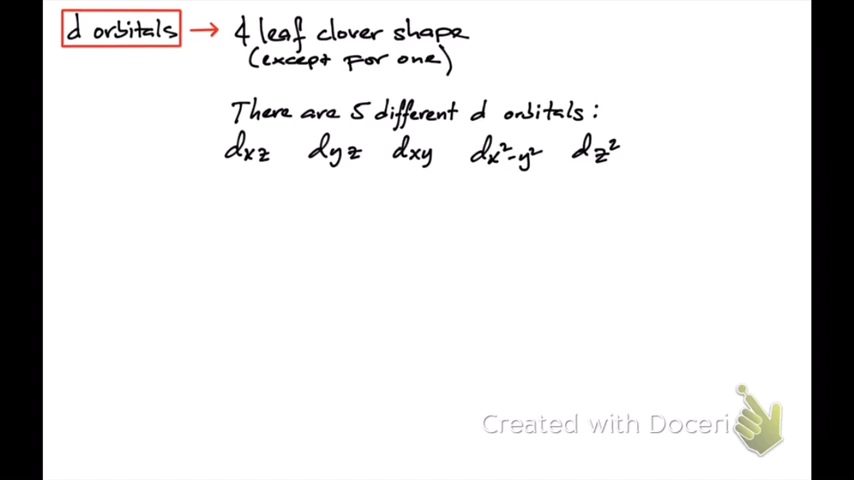 d orbitals → 4 leaf clover shape
(except for one)
There are 5 different d orbitals:
dxz dyz dxy dx²-y² dz²
Created with Doceri